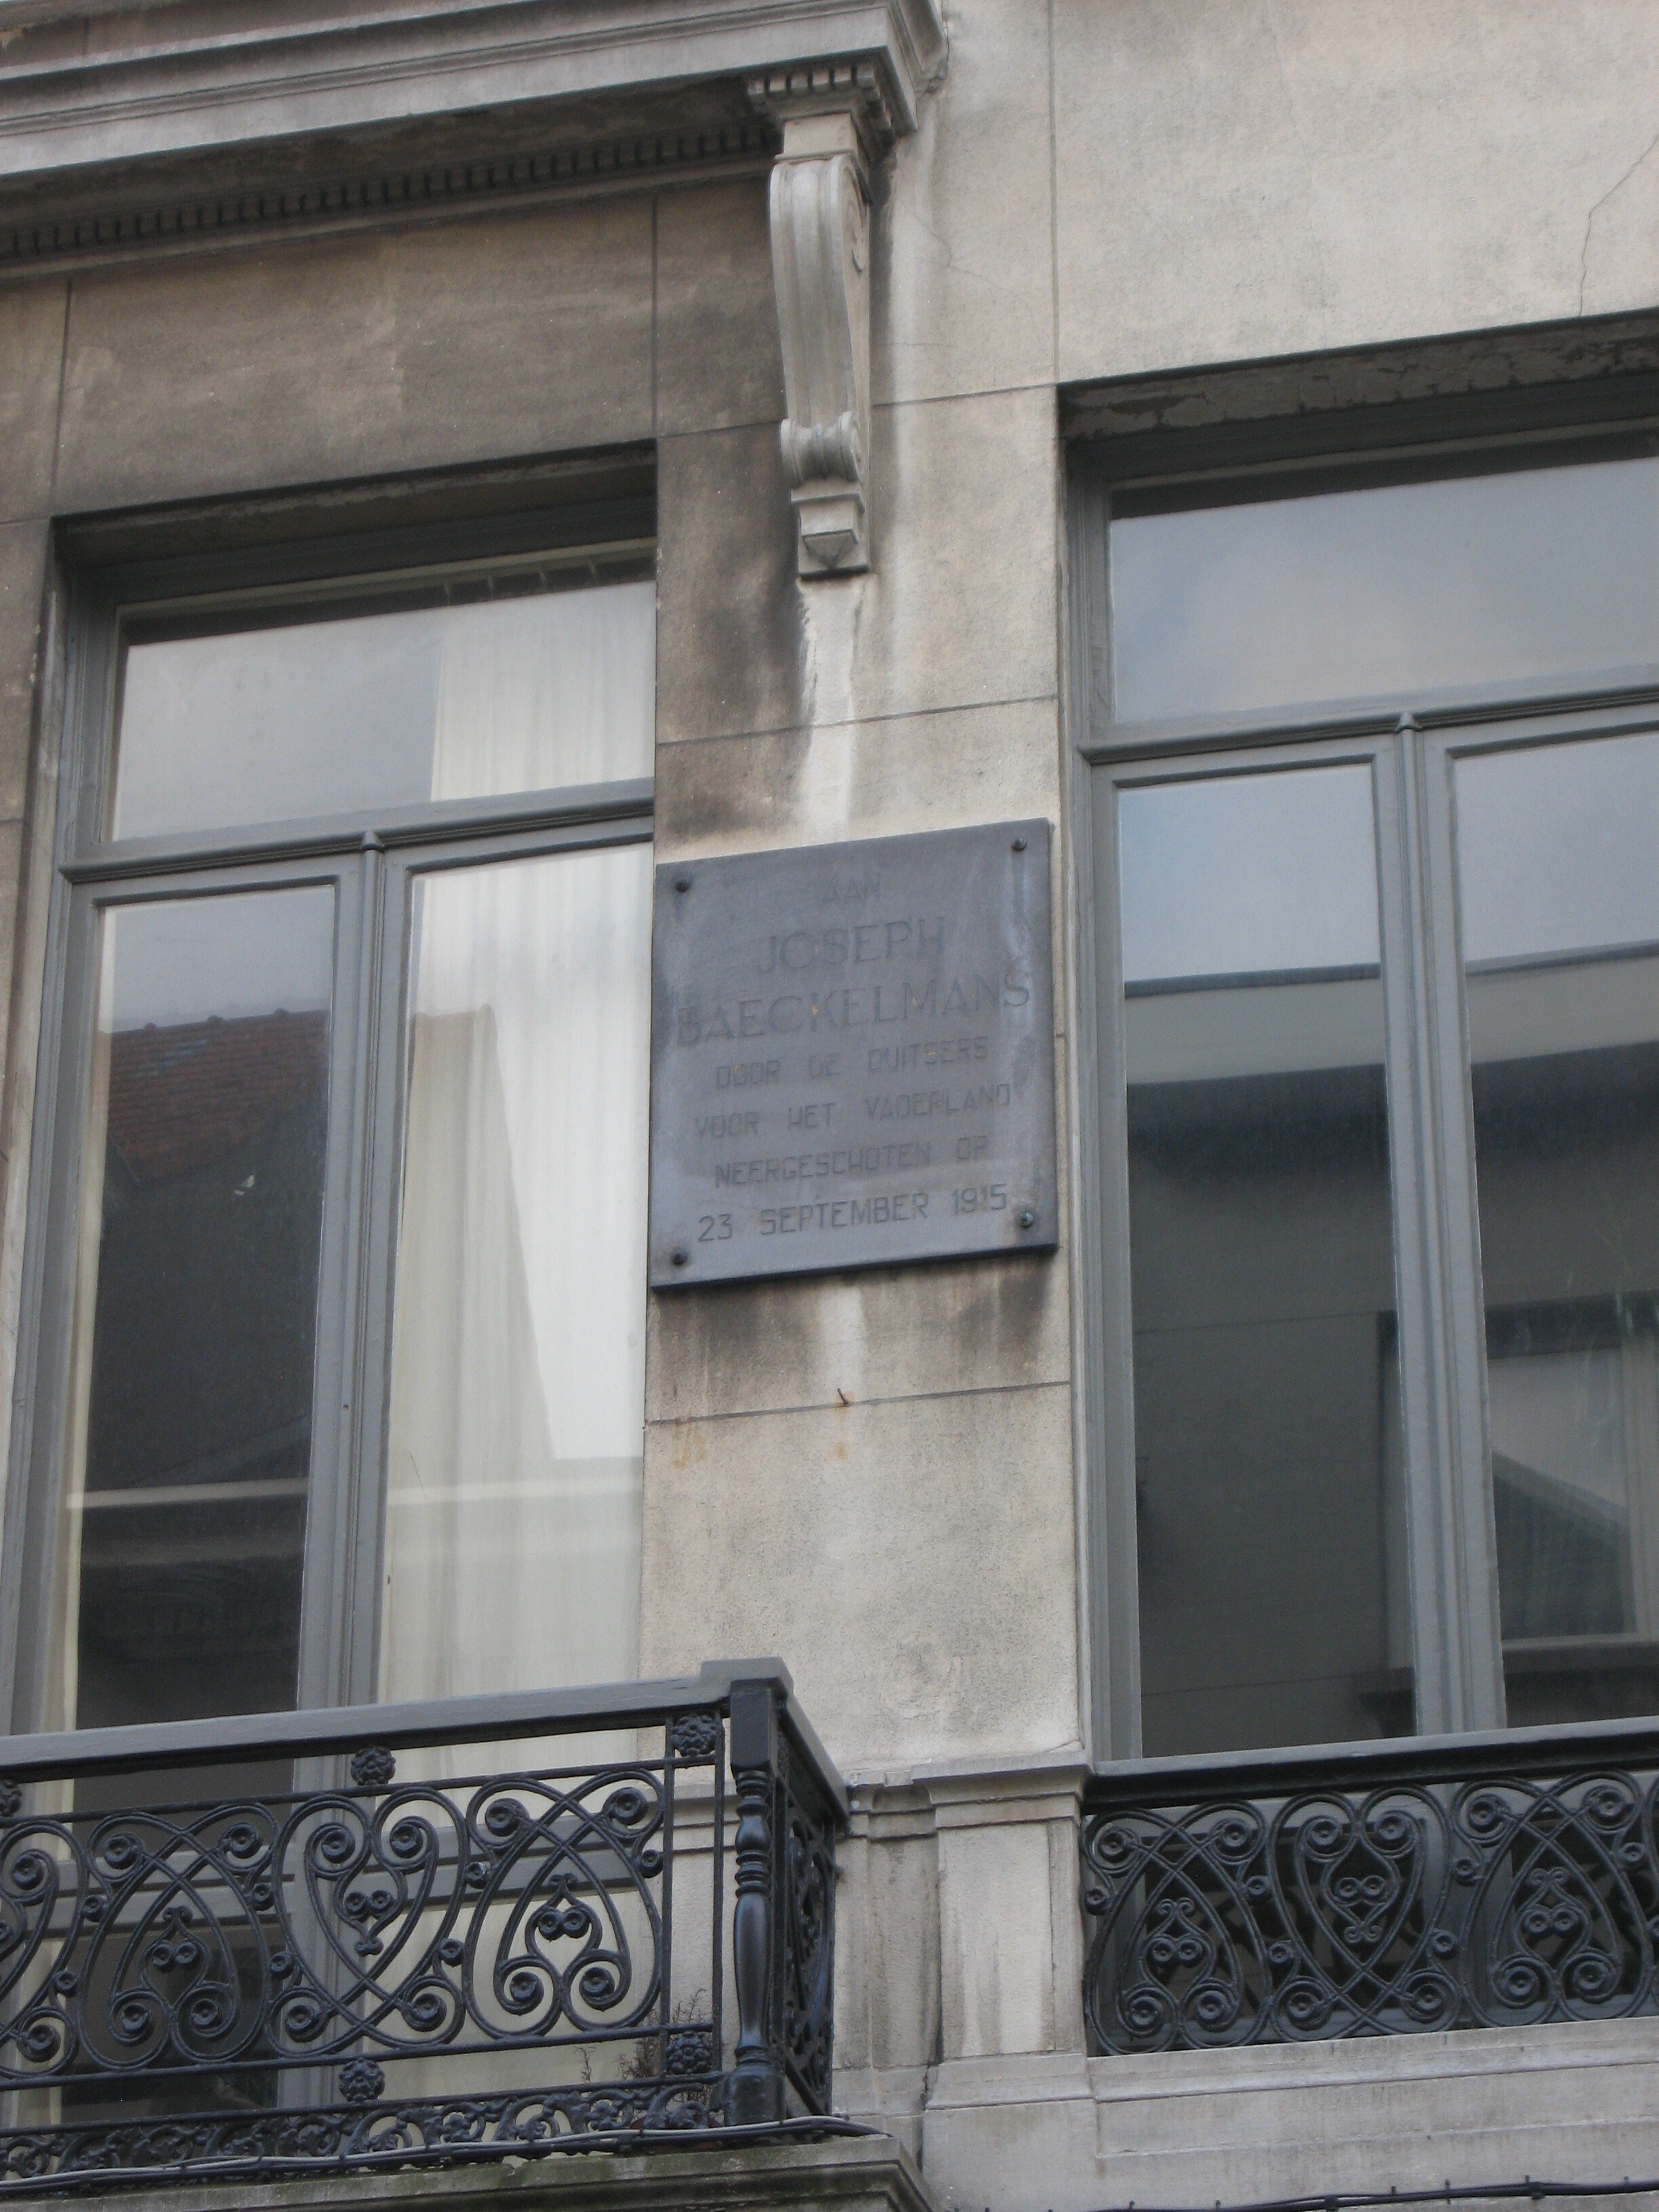 AAN
JOSEPH
BAECKELMANS
DOOR DE DUITSERS
VOOR HET VADERLAND
NEERGESCHOTEN OP
23 SEPTEMBER 1915